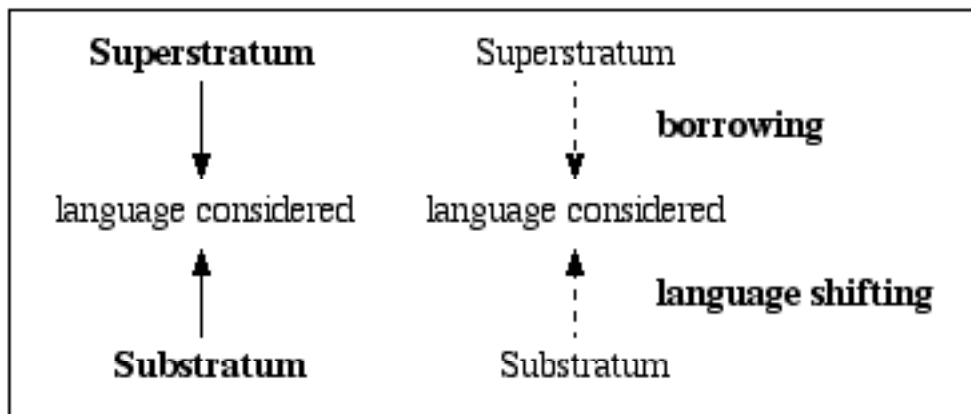 Superstratum Superstratum
borrowing
language considered language considered
language shifting
Substratum Substratum